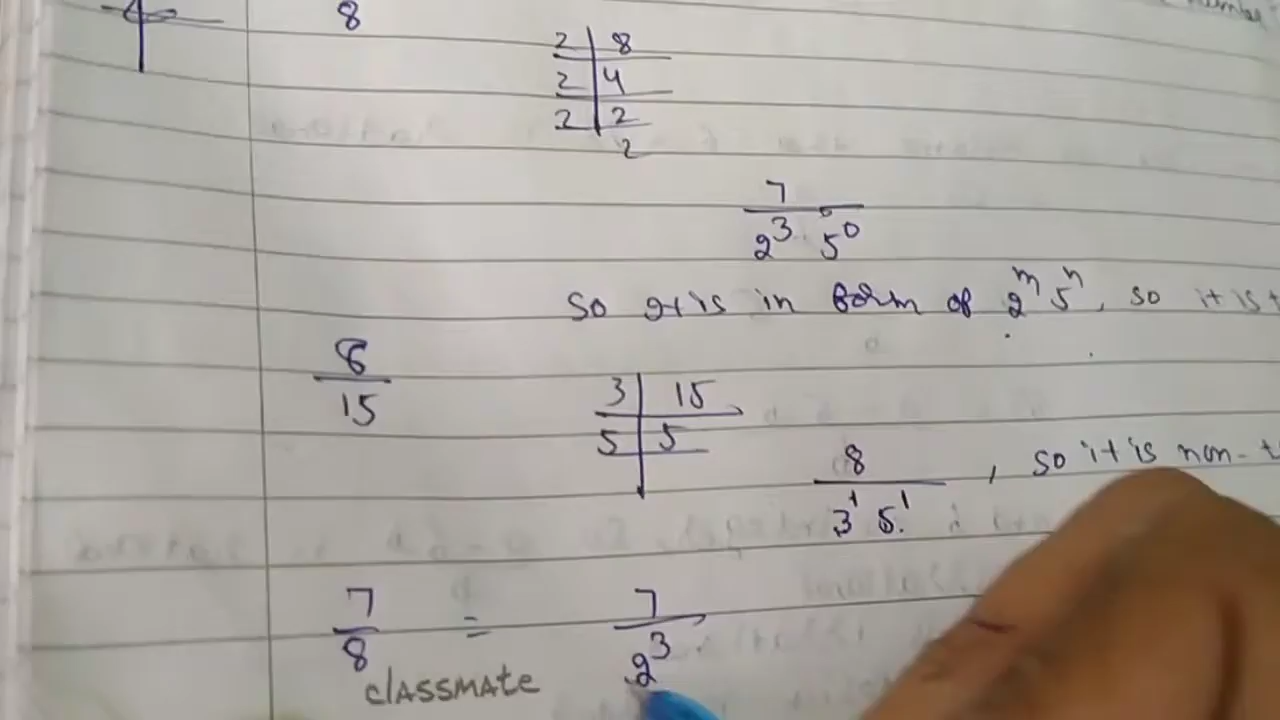 8
2 | 8
2 | 4
2 | 2
2
7
2³ 5⁰
So it is in form of 2ᵐ5ⁿ, so it is t
8
15
3 | 15
5 | 5
8
3¹ 5¹ , so it is non-t
7/8 = 7/2³
classmate